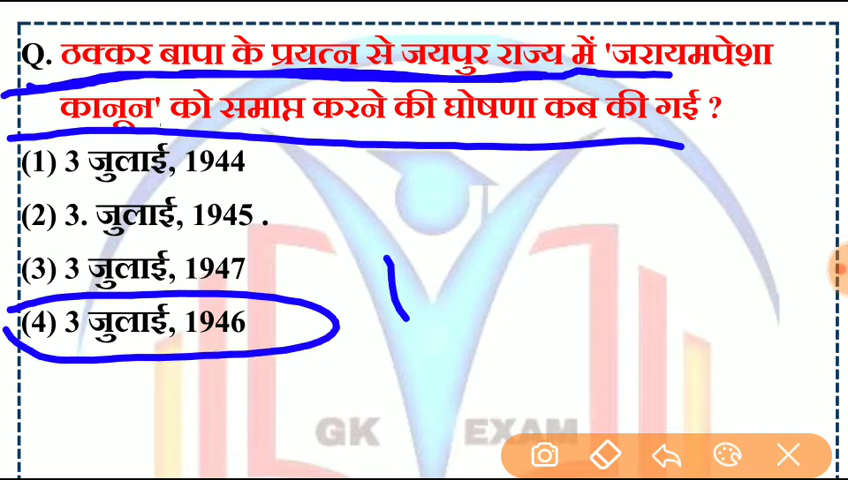 Q. ठक्कर बापा के प्रयत्न से जयपुर राज्य में 'जरायमपेशा
कानून' को समाप्त करने की घोषणा कब की गई ?
(1) 3 जुलाई, 1944
(2) 3. जुलाई, 1945 .
(3) 3 जुलाई, 1947
(4) 3 जुलाई, 1946
GK EXAM